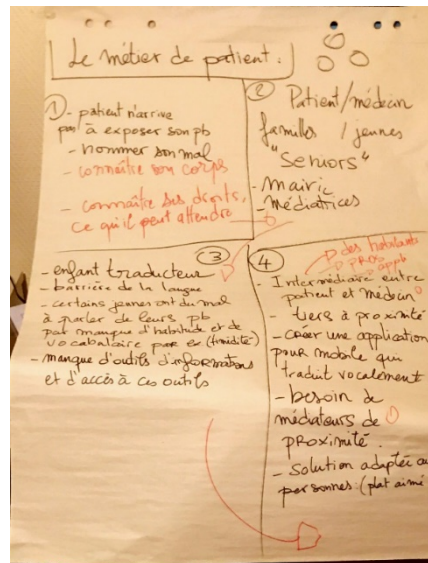 Le métier de patient :
① - patient n'arrive
pas à exposer son pb
- nommer son mal
- connaître son corps
- connaître ses droits,
ce qu'il peut attendre
② Patient/médecin
familles / jeunes
"Seniors"
- Mairie
- Médiatrices
③
- enfant traducteur
- barrière de la langue
- certains jeunes ont du mal
à parler de leurs pb
par manque d'habitude et de
vocabulaire par ex (timidité)
- manque d'outils d'informations
et d'accès à ces outils
④
des habitants
PROS
appli
- Intermédiaire entre
patient et médecin
- tiers à proximité
- créer une application
pour mobile qui
traduit vocalement
- besoin de
médiateurs de
proximité.
- solution adaptée au
personnes : (plat aimé